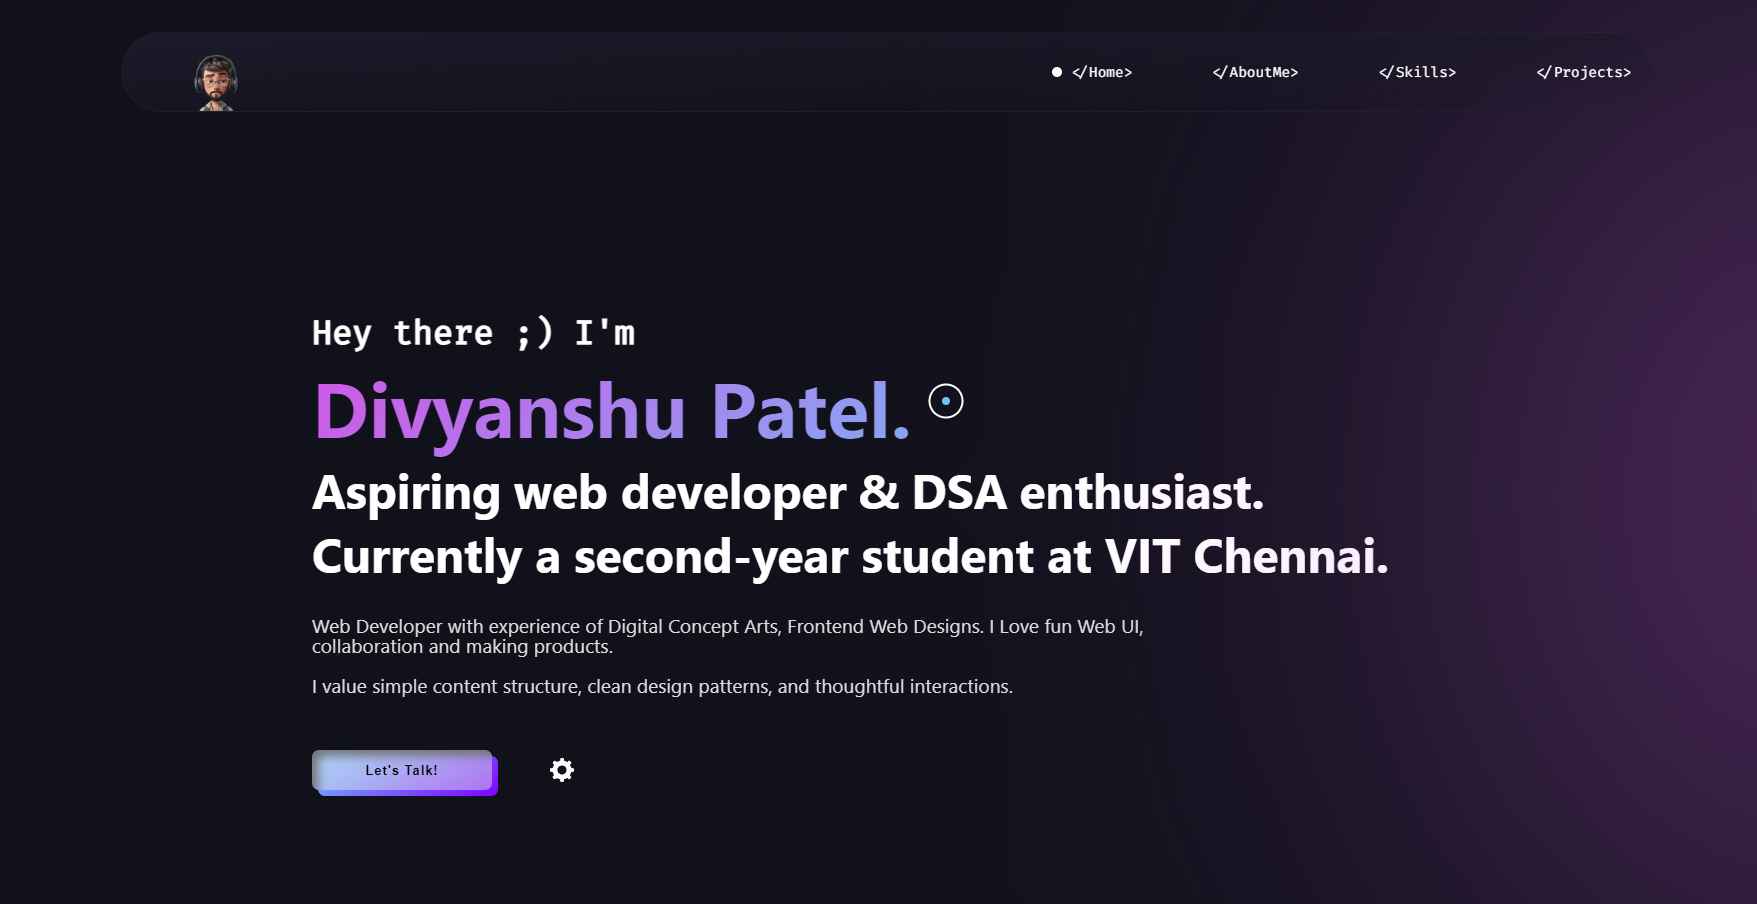 </Home>
</AboutMe>
</Skills>
</Projects>
Hey there ;) I'm
Divyanshu Patel.
Aspiring web developer & DSA enthusiast.
Currently a second-year student at VIT Chennai.
Web Developer with experience of Digital Concept Arts, Frontend Web Designs. I Love fun Web UI,
collaboration and making products.
I value simple content structure, clean design patterns, and thoughtful interactions.
Let's Talk!